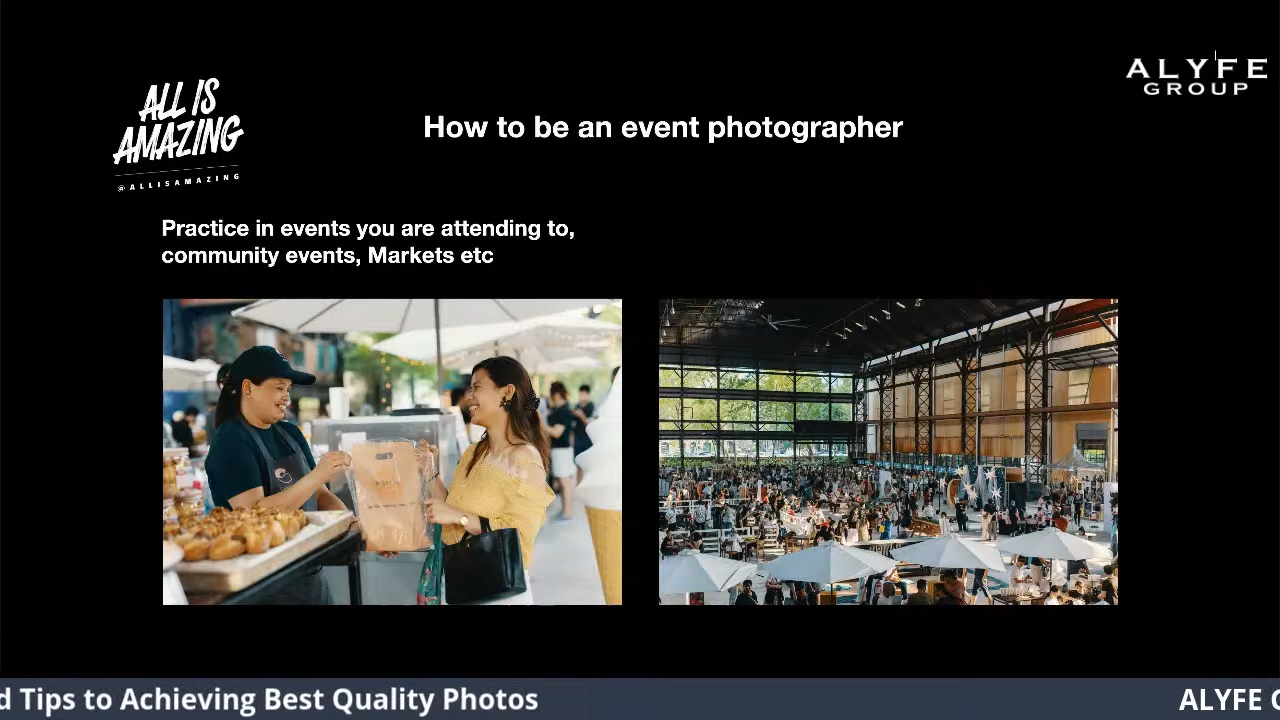 ALL IS
AMAZING
@ALLISAMAZING
ALYFE
GROUP
How to be an event photographer
Practice in events you are attending to,
community events, Markets etc
d Tips to Achieving Best Quality Photos
ALYFE